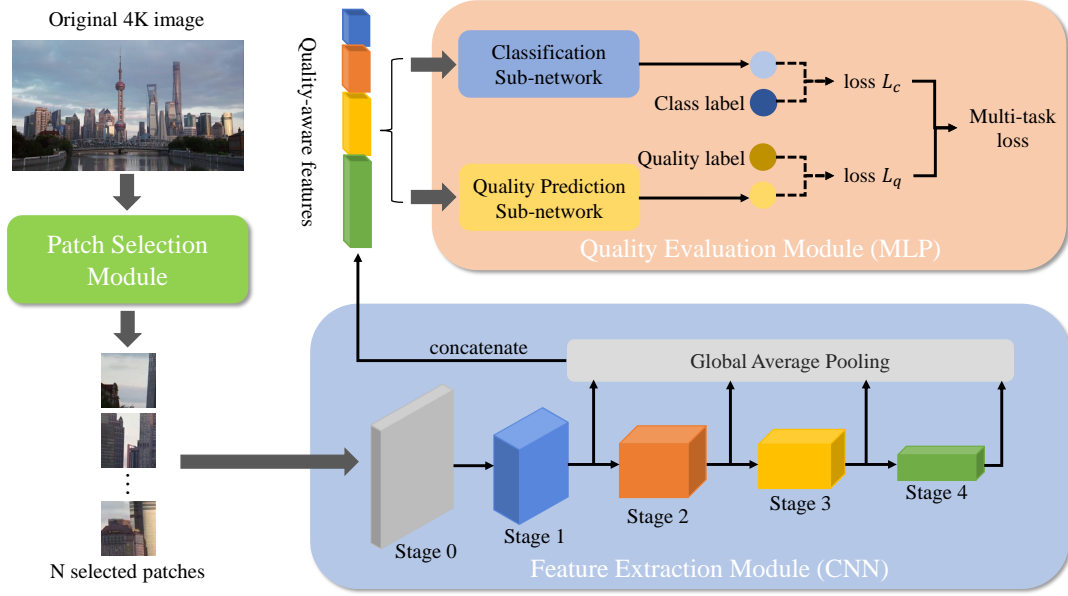 Original 4K image
Patch Selection
Module
N selected patches
Quality-aware features
Classification
Sub-network
Class label
loss L_c
Multi-task
loss
Quality label
Quality Prediction
Sub-network
loss L_q
Quality Evaluation Module (MLP)
concatenate
Global Average Pooling
Stage 0
Stage 1
Stage 2
Stage 3
Stage 4
Feature Extraction Module (CNN)